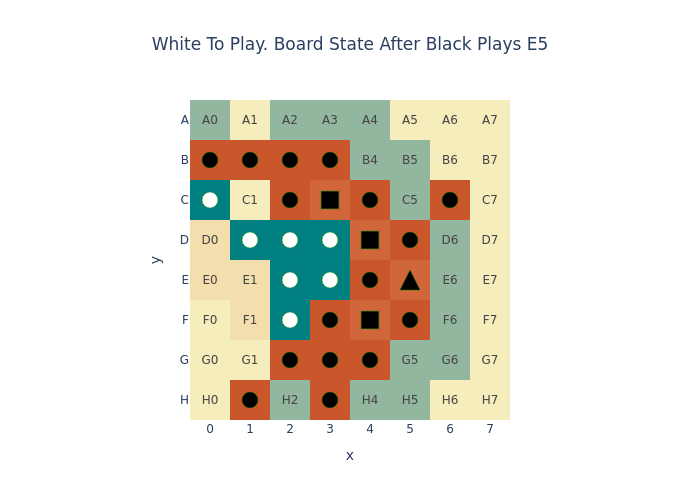 White To Play. Board State After Black Plays E5
A A0 A1 A2 A3 A4 A5 A6 A7
B B4 B5 B6 B7
C C1 C5 C7
D D0 D6 D7
E E0 E1 E6 E7
F F0 F1 F6 F7
G G0 G1 G5 G6 G7
H H0 H2 H4 H5 H6 H7
0 1 2 3 4 5 6 7
x
y